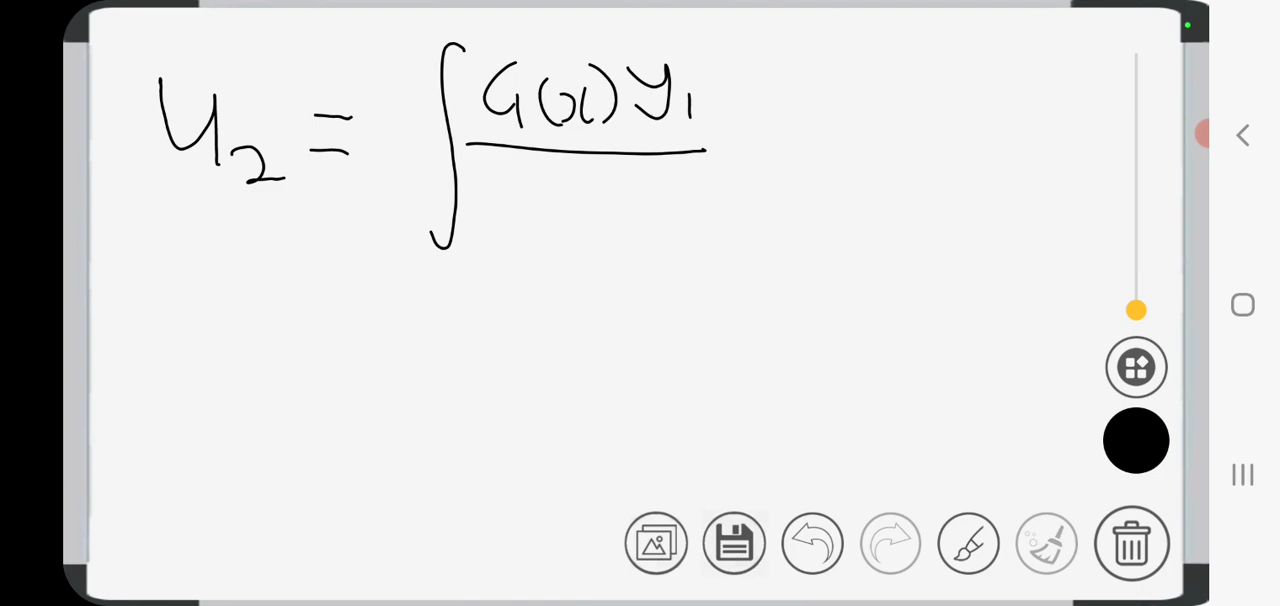 U₂ = ∫ G(x)y₁